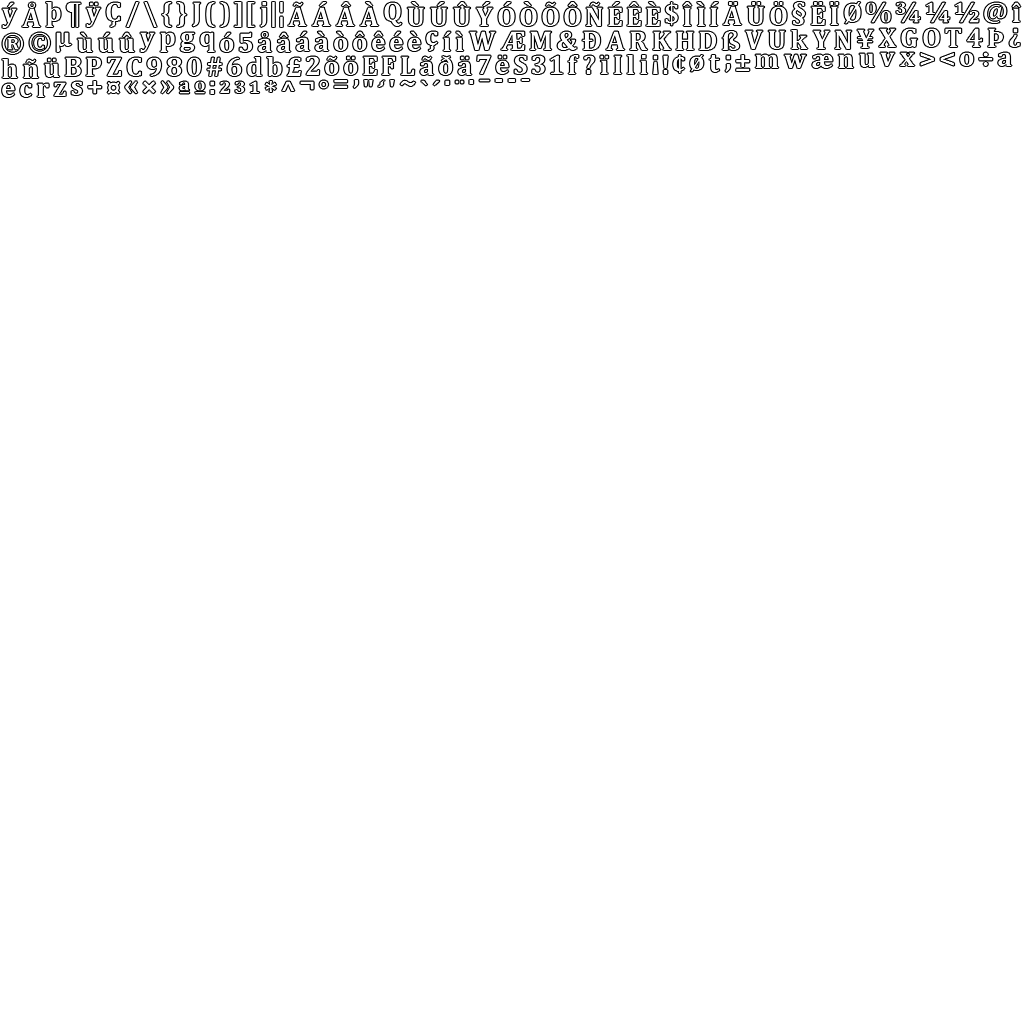 ýÅþ¶ÿÇ/\{}J()][j|¦ÃÁÂÀQÙÚÛÝÓÒÕÔÑÉÊÈ$ÎÌÍÄÜÖ§ËÏØ%¾¼½@î
®©µùúûypgqó5åâáàòôêéèçíìWÆM&ÐARKHDßVUkYN¥XGOT4Þ¿
hñüBPZC980#6db£2õöEFLãðä7ëS31f?ïIli¡!¢øt;±mwænuvx><o÷a
ecrzs+¤«×»ªº:²³¹*^¬°=’"´'~`´·¨·¯--_